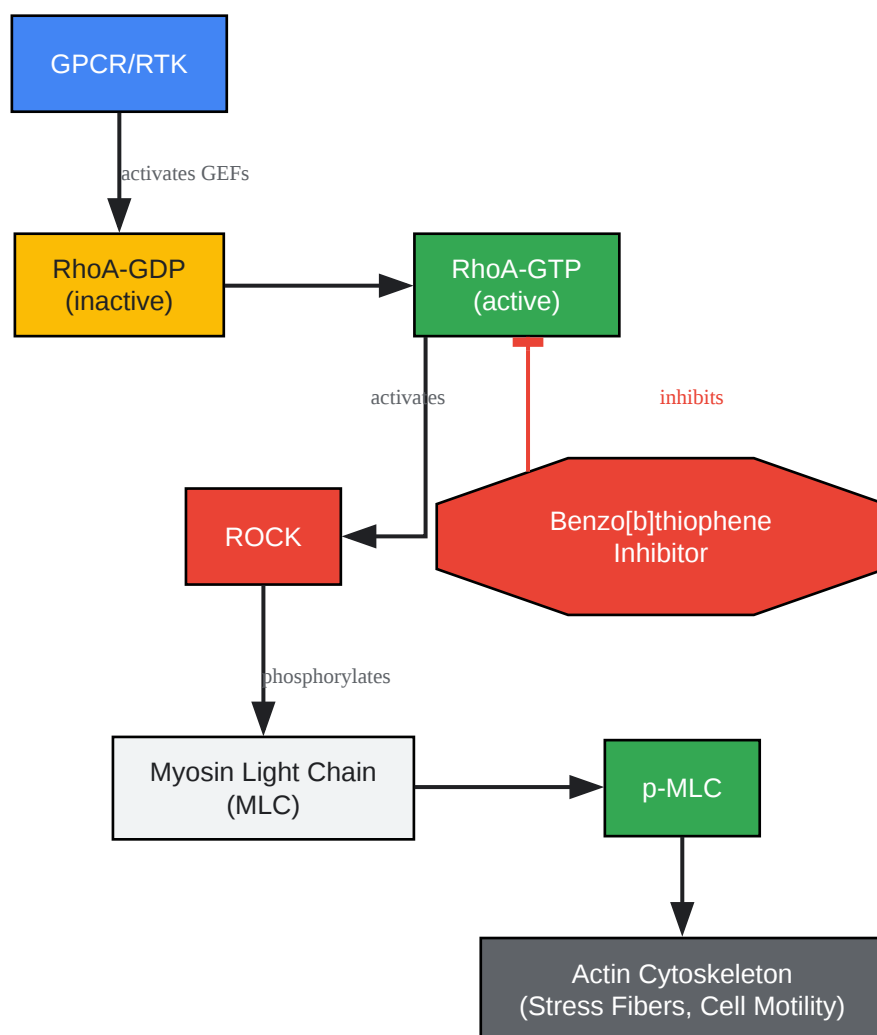 GPCR/RTK
activates GEFs
RhoA-GDP
(inactive)
RhoA-GTP
(active)
activates
inhibits
ROCK
Benzo[b]thiophene
Inhibitor
phosphorylates
Myosin Light Chain
(MLC)
p-MLC
Actin Cytoskeleton
(Stress Fibers, Cell Motility)